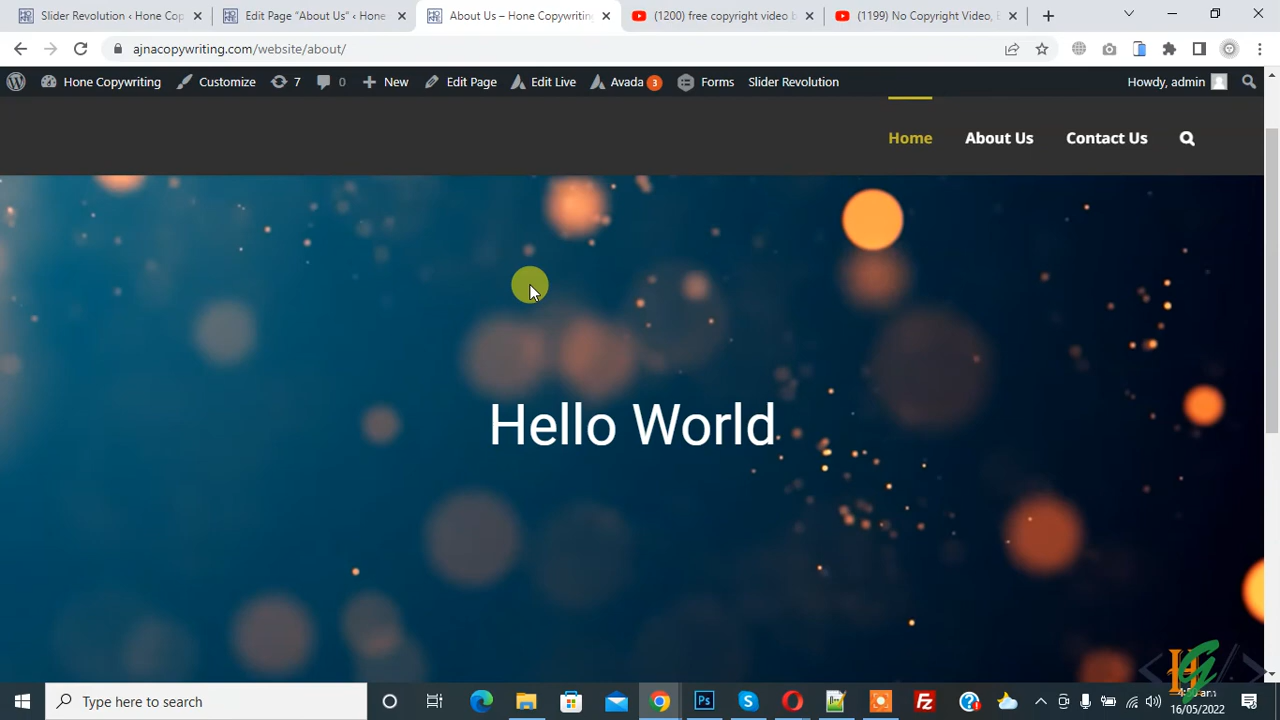 Slider Revolution ‹ Hone Cop
Edit Page “About Us” ‹ Hone
About Us – Hone Copywriting
(1200) free copyright video b
(1199) No Copyright Video,
ajnacopywriting.com/website/about/
Hone Copywriting
Customize
7
0
New
Edit Page
Edit Live
Avada 3
Forms
Slider Revolution
Howdy, admin
Home
About Us
Contact Us
Hello World
Type here to search
Ps
Fz
16/05/2022